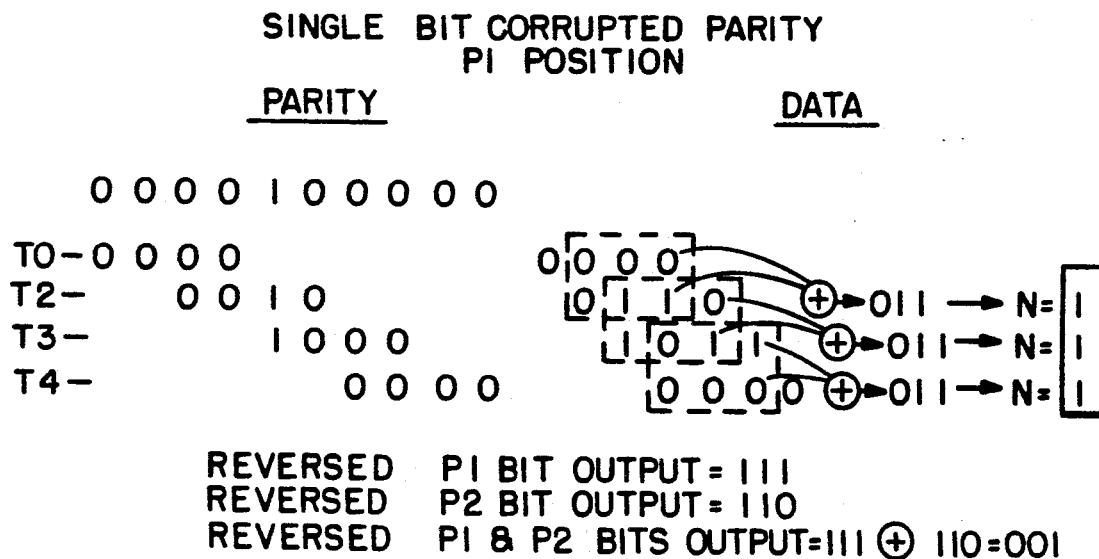 SINGLE BIT CORRUPTED PARITY
P1 POSITION
PARITY DATA
0 0 0 0 1 0 0 0 0 0
T0-0 0 0 0 0 0 0 0
T2- 0 0 1 0 0 1 1 0 + → 011 → N= 1
T3- 1 0 0 0 1 0 1 1 + → 011 → N= 1
T4- 0 0 0 0 0 0 0 0 + → 011 → N= 1
REVERSED P1 BIT OUTPUT= 111
REVERSED P2 BIT OUTPUT= 110
REVERSED P1 & P2 BITS OUTPUT=111 ⊕ 110=001